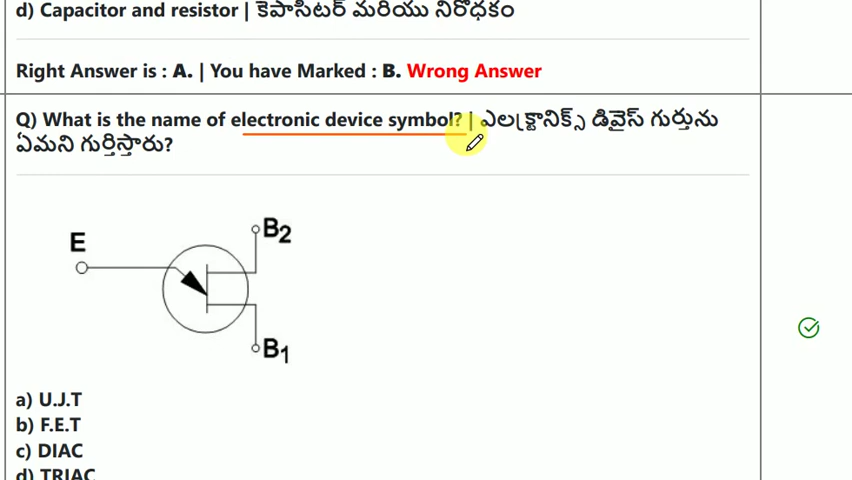 d) Capacitor and resistor | కెపాసిటర్ మరియు నిరోధకం
Right Answer is : A. | You have Marked : B. Wrong Answer
Q) What is the name of electronic device symbol? | ఎలక్ట్రానిక్స్ డివైస్ గుర్తును
ఏమని గుర్తిస్తారు?
B2
E
B1
a) U.J.T
b) F.E.T
c) DIAC
d) TRIAC